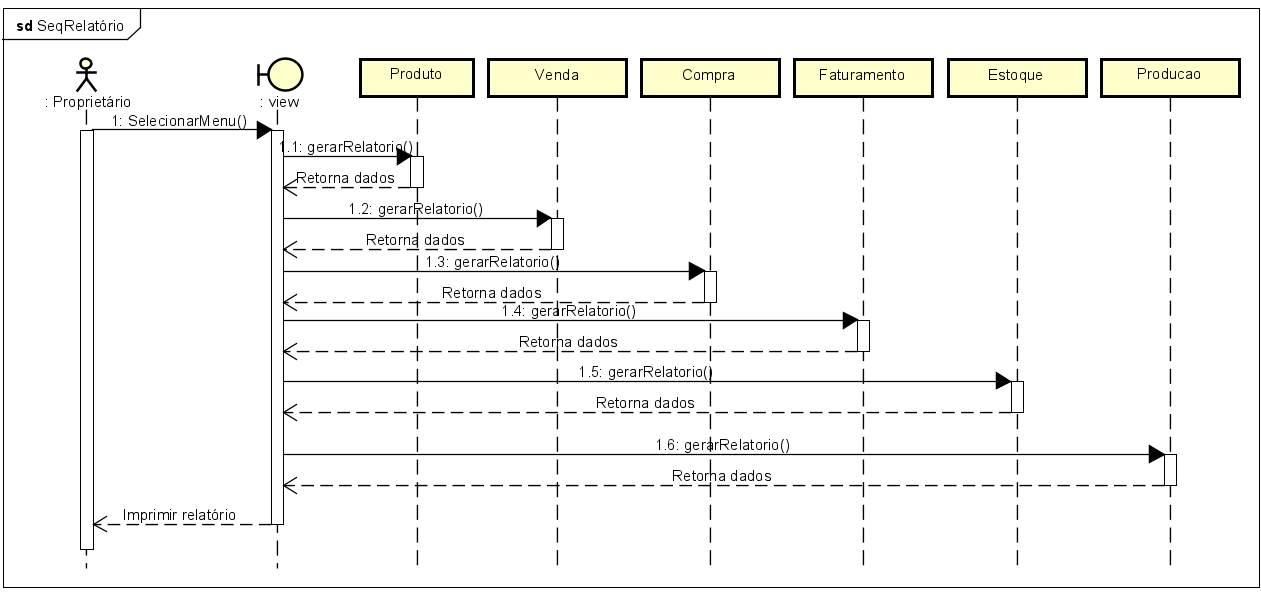 sd SeqRelatório
Produto
Venda
Compra
Faturamento
Estoque
Producao
: Proprietário
: view
1: SelecionarMenu()
1.1: gerarRelatorio()
Retorna dados
1.2: gerarRelatorio()
Retorna dados
1.3: gerarRelatorio()
Retorna dados
1.4: gerarRelatorio()
Retorna dados
1.5: gerarRelatorio()
Retorna dados
1.6: gerarRelatorio()
Retorna dados
Imprimir relatório